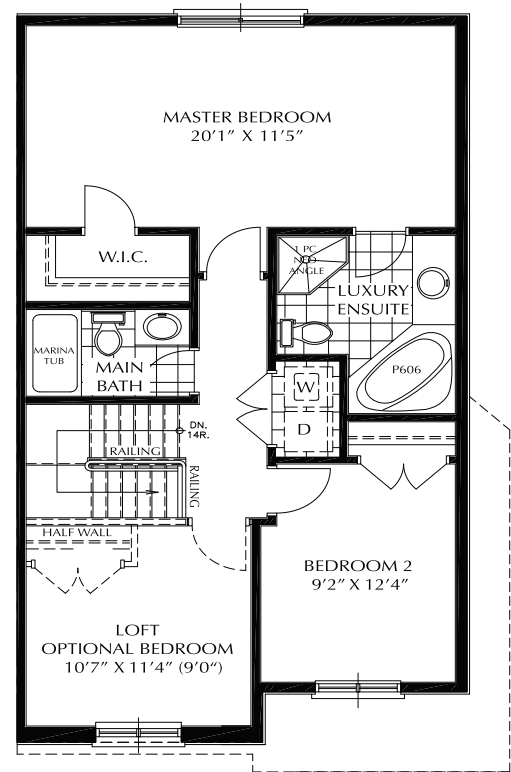 MASTER BEDROOM
20'1" X 11'5"
W.I.C.
1 PC
NEO
ANGLE
LUXURY
ENSUITE
MARINA
TUB
MAIN
BATH
P606
W
D
DN.
14R.
RAILING
RAILING
HALF WALL
BEDROOM 2
9'2" X 12'4"
LOFT
OPTIONAL BEDROOM
10'7" X 11'4" (9'0")